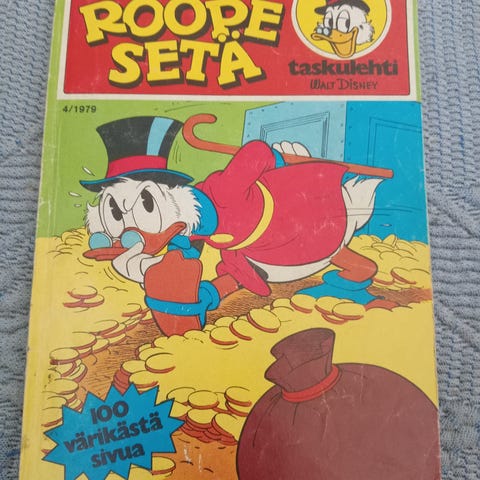 ROOPE
SETÄ
taskulehti
WALT DISNEY
4/1979
100
värikästä
sivua